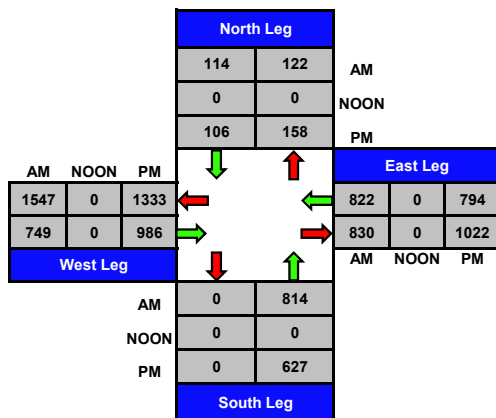 North Leg
114 122 AM
0 0 NOON
106 158 PM
AM NOON PM East Leg
1547 0 1333 822 0 794
749 0 986 830 0 1022
West Leg AM NOON PM
AM 0 814
NOON 0 0
PM 0 627
South Leg